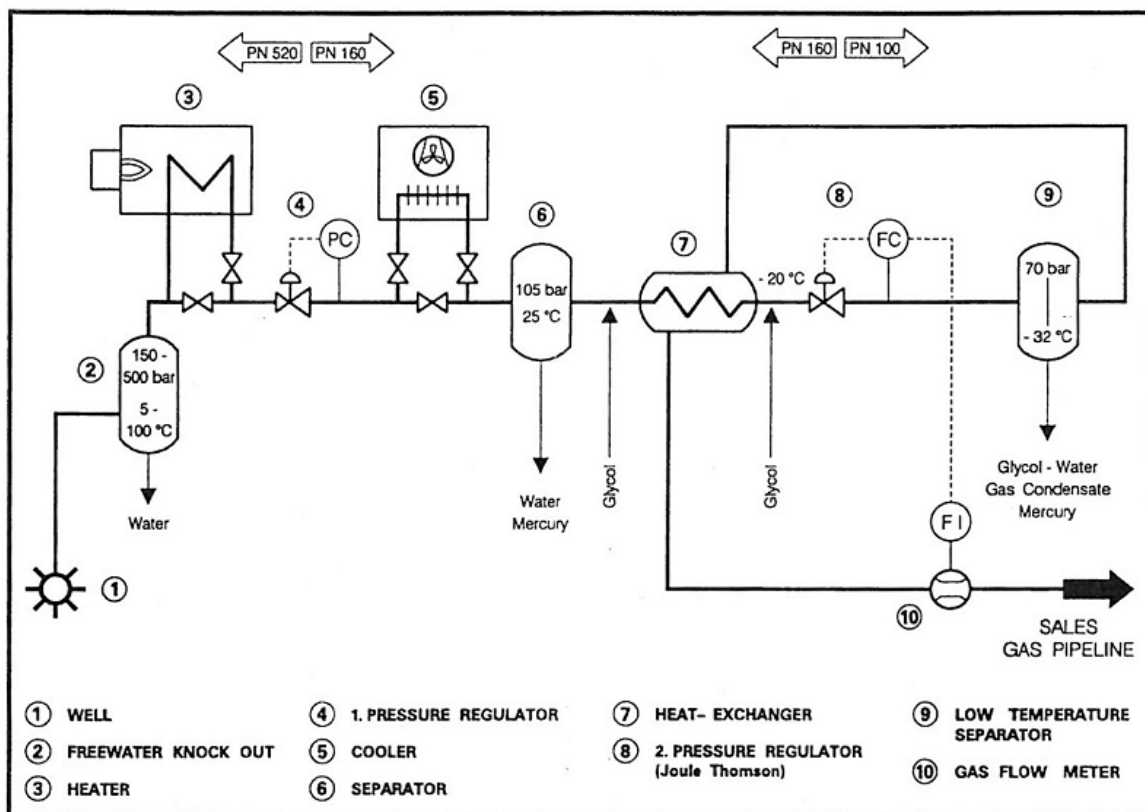 PN 520
PN 160
PN 160
PN 100
③
⑤
④
PC
⑥
105 bar
25 °C
⑦
- 20 °C
⑧
FC
⑨
70 bar
- 32 °C
②
150 -
500 bar
5 -
100 °C
Water
①
Water
Mercury
Glycol
Glycol
Glycol - Water
Gas Condensate
Mercury
FI
⑩
SALES
GAS PIPELINE
① WELL
② FREEWATER KNOCK OUT
③ HEATER
④ 1. PRESSURE REGULATOR
⑤ COOLER
⑥ SEPARATOR
⑦ HEAT- EXCHANGER
⑧ 2. PRESSURE REGULATOR
(Joule Thomson)
⑨ LOW TEMPERATURE
SEPARATOR
⑩ GAS FLOW METER